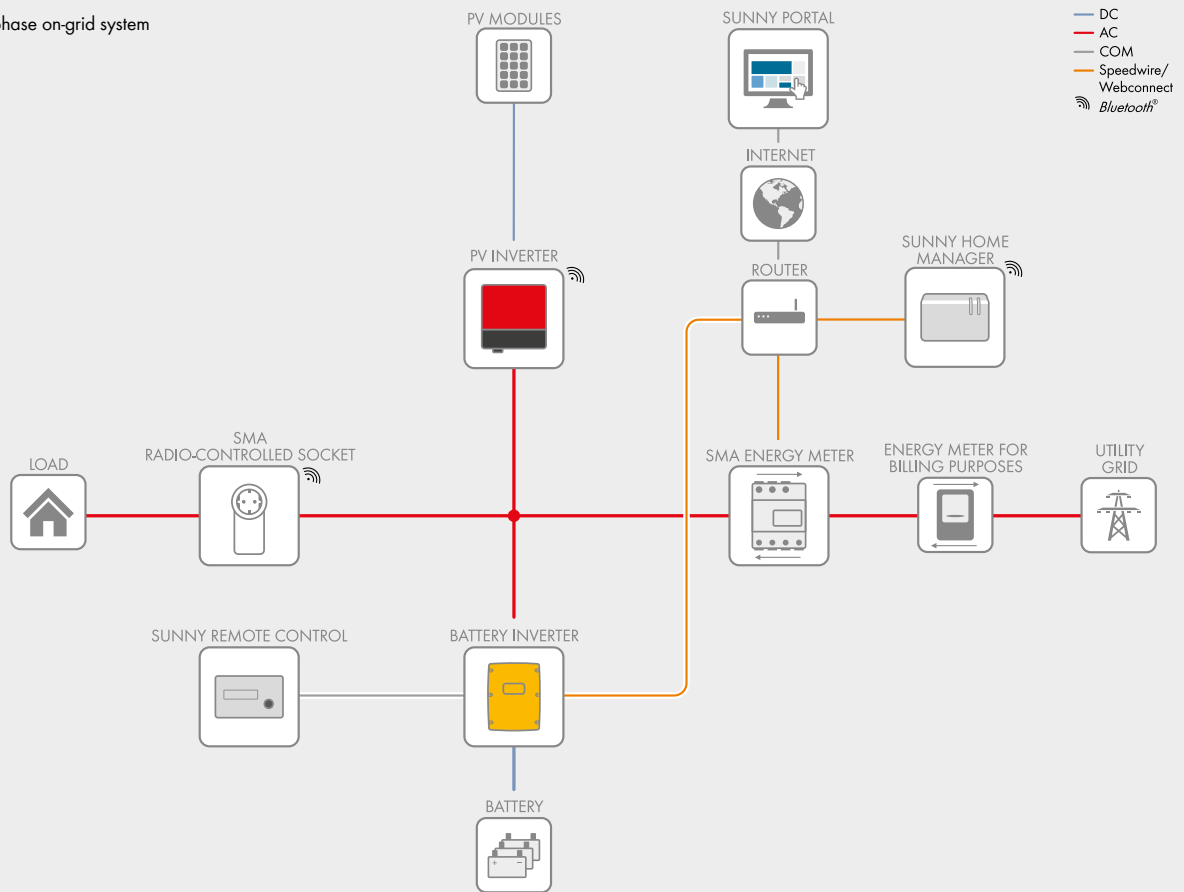 phase on-grid system
PV MODULES
SUNNY PORTAL
DC
AC
COM
Speedwire/
Webconnect
Bluetooth®
INTERNET
PV INVERTER
ROUTER
SUNNY HOME
MANAGER
LOAD
SMA
RADIO-CONTROLLED SOCKET
SMA ENERGY METER
ENERGY METER FOR
BILLING PURPOSES
UTILITY
GRID
SUNNY REMOTE CONTROL
BATTERY INVERTER
BATTERY
+ −